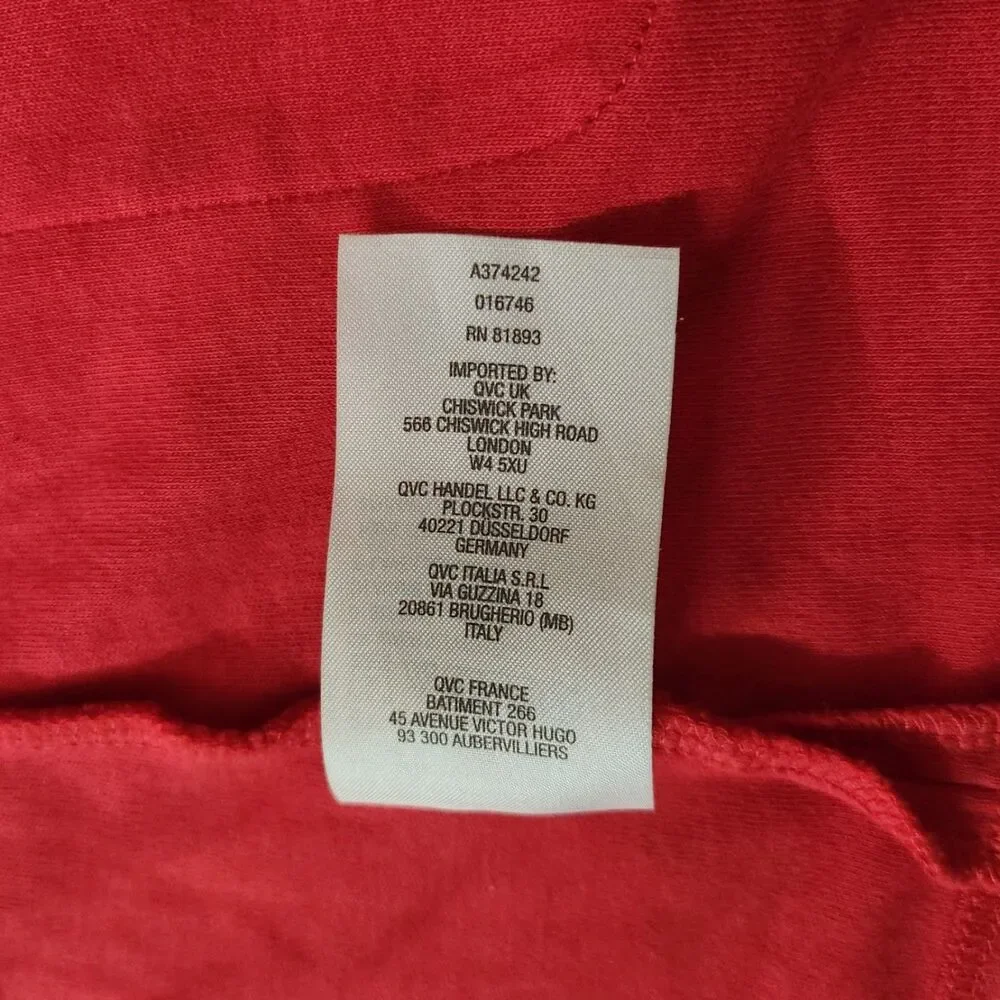 A374242
016746
RN 81893
IMPORTED BY:
QVC UK
CHISWICK PARK
566 CHISWICK HIGH ROAD
LONDON
W4 5XU
QVC HANDEL LLC & CO. KG
PLOCKSTR. 30
40221 DÜSSELDORF
GERMANY
QVC ITALIA S.R.L
VIA GUZZINA 18
20861 BRUGHERIO (MB)
ITALY
QVC FRANCE
BATIMENT 266
45 AVENUE VICTOR HUGO
93 300 AUBERVILLIERS